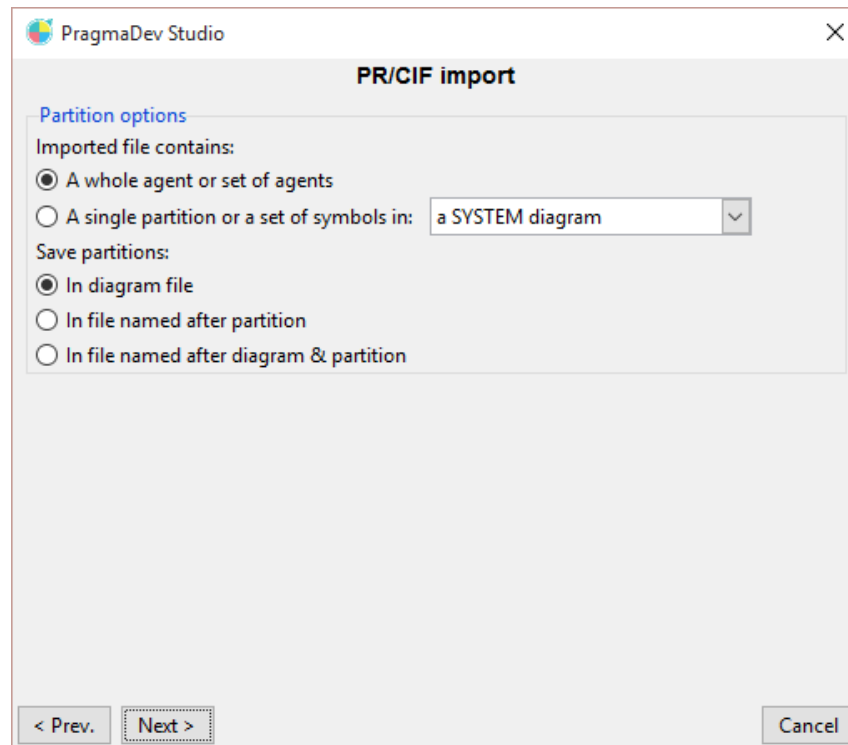 PragmaDev Studio
PR/CIF import
Partition options
Imported file contains:
A whole agent or set of agents
A single partition or a set of symbols in: a SYSTEM diagram
Save partitions:
In diagram file
In file named after partition
In file named after diagram & partition
< Prev. Next > Cancel